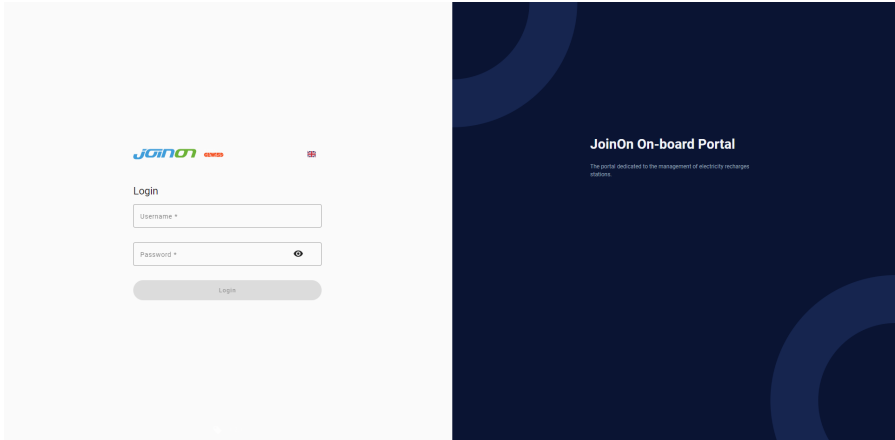 JOINON
Login
Username *
Password *
Login
JoinOn On-board Portal
The portal dedicated to the management of electricity recharges
stations.